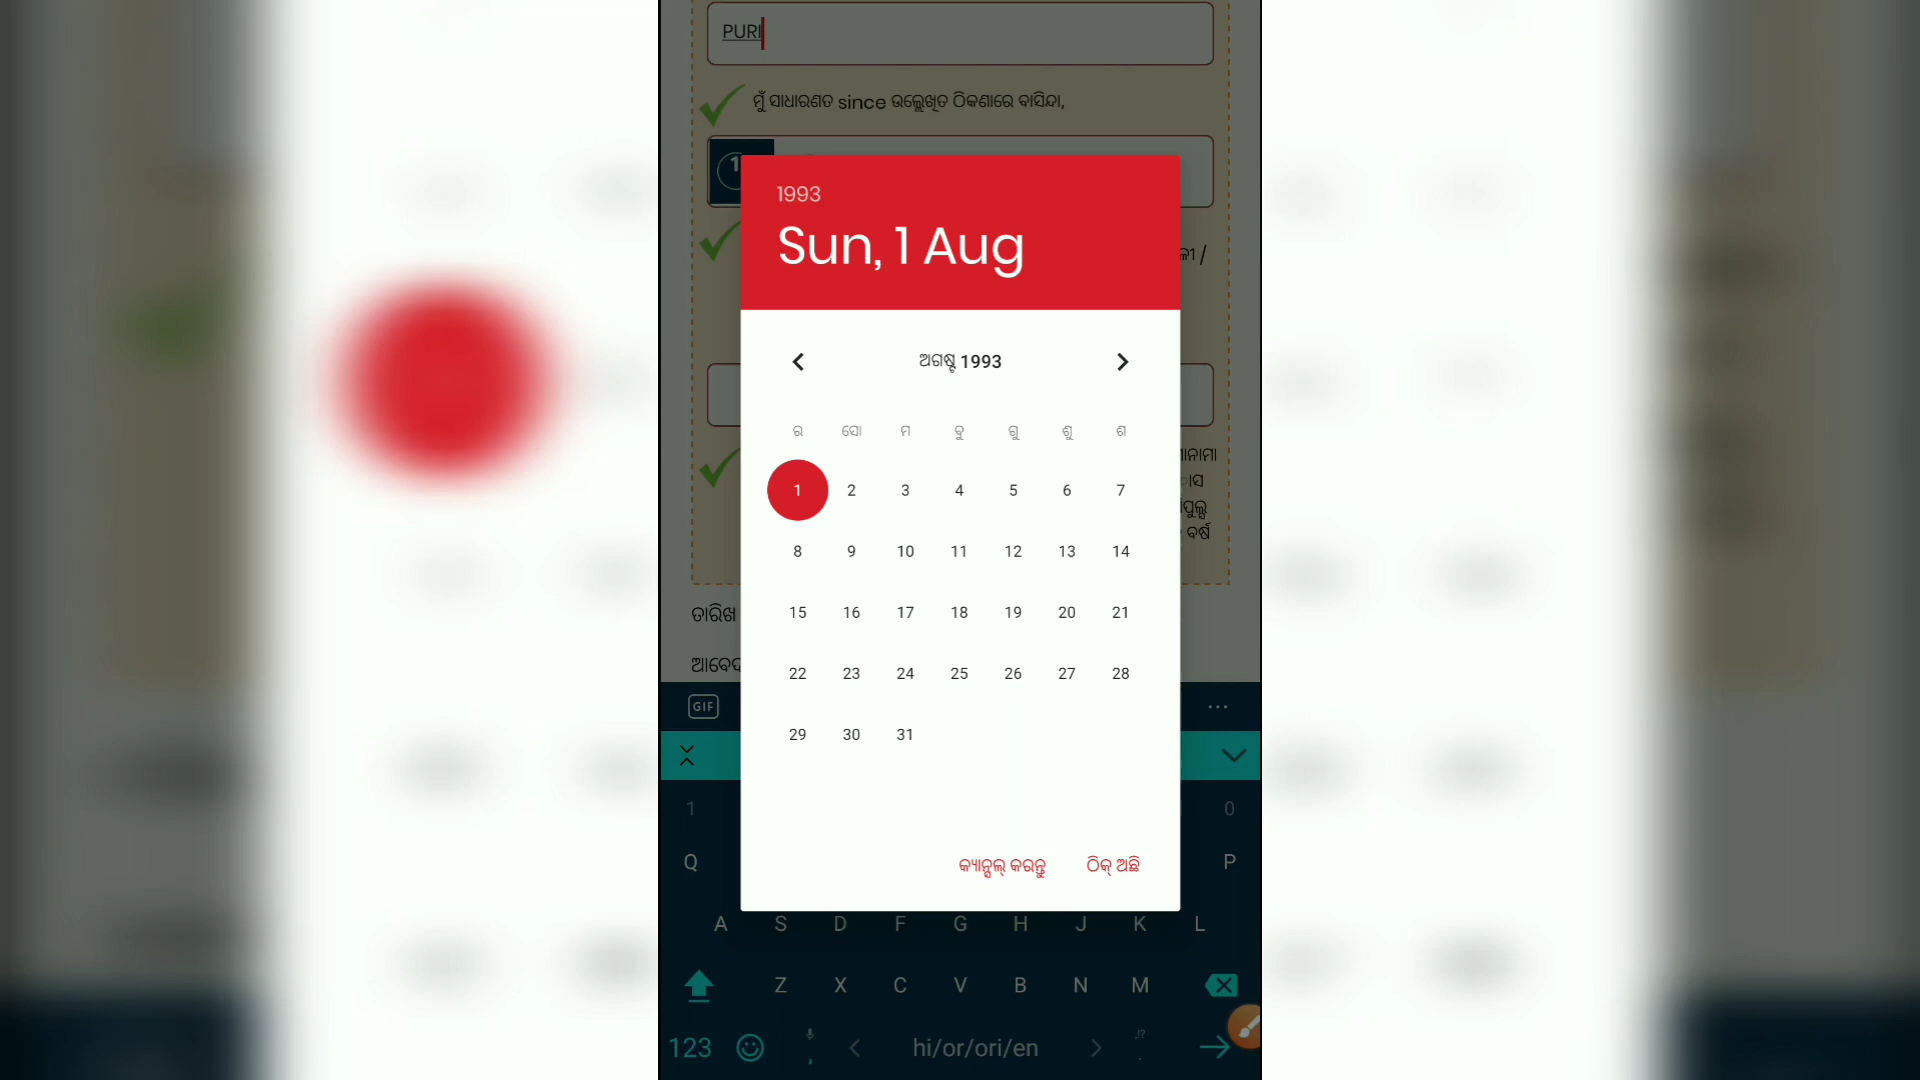 PURI
ମୁଁ ସାଧାରଣତ since ଉଲ୍ଲେଖିତ ଠିକଣାରେ ବାସିନ୍ଦା,
1993
Sun, 1 Aug
ଅଗଷ୍ଟ 1993
ର ସୋ ମ ବୁ ଗୁ ଶୁ ଶ
1 2 3 4 5 6 7
8 9 10 11 12 13 14
15 16 17 18 19 20 21
22 23 24 25 26 27 28
29 30 31
ବର୍ଷ
ତାରିଖ
GIF
1 0
Q P
କ୍ୟାନ୍ସଲ୍ କରନ୍ତୁ ଠିକ୍ ଅଛି
A S D F G H J K L
Z X C V B N M
123 , hi/or/ori/en .